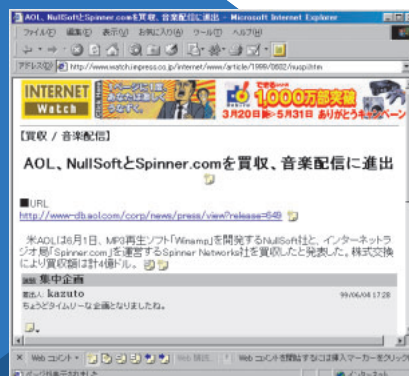 AOL、NullSoftとSpinner.comを買収、音楽配信に進出 - Microsoft Internet Explorer
ファイル(F) 編集(E) 表示(V) お気に入り(A) ツール(T) ヘルプ(H)
アドレス(D) http://www.watch.impress.co.jp/internet/www/article/1999/0602/nusp.htm
INTERNET Watch
1,000万部突破
3月20日 5月31日 ありがとうキャンペーン
【買収 / 音楽配信】
AOL、NullSoftとSpinner.comを買収、音楽配信に進出
■URL
http://www-db.aol.com/corp/news/press/view?release=649
米AOLは6月1日、MP3再生ソフト「Winamp」を開発するNullSoft社と、インターネットラ
ジオ局「Spinner.com」を運営するSpinner Networks社を買収したと発表した。株式交換
により買収額は計4億ドル。
集中企画
差出人: kazuto 99/06/04 17:28
ちょうどタイムリーな企画となりましたね。
Web コメント
Web コメントを開始するには挿入マーカーをクリック
ページが表示されました
インターネット